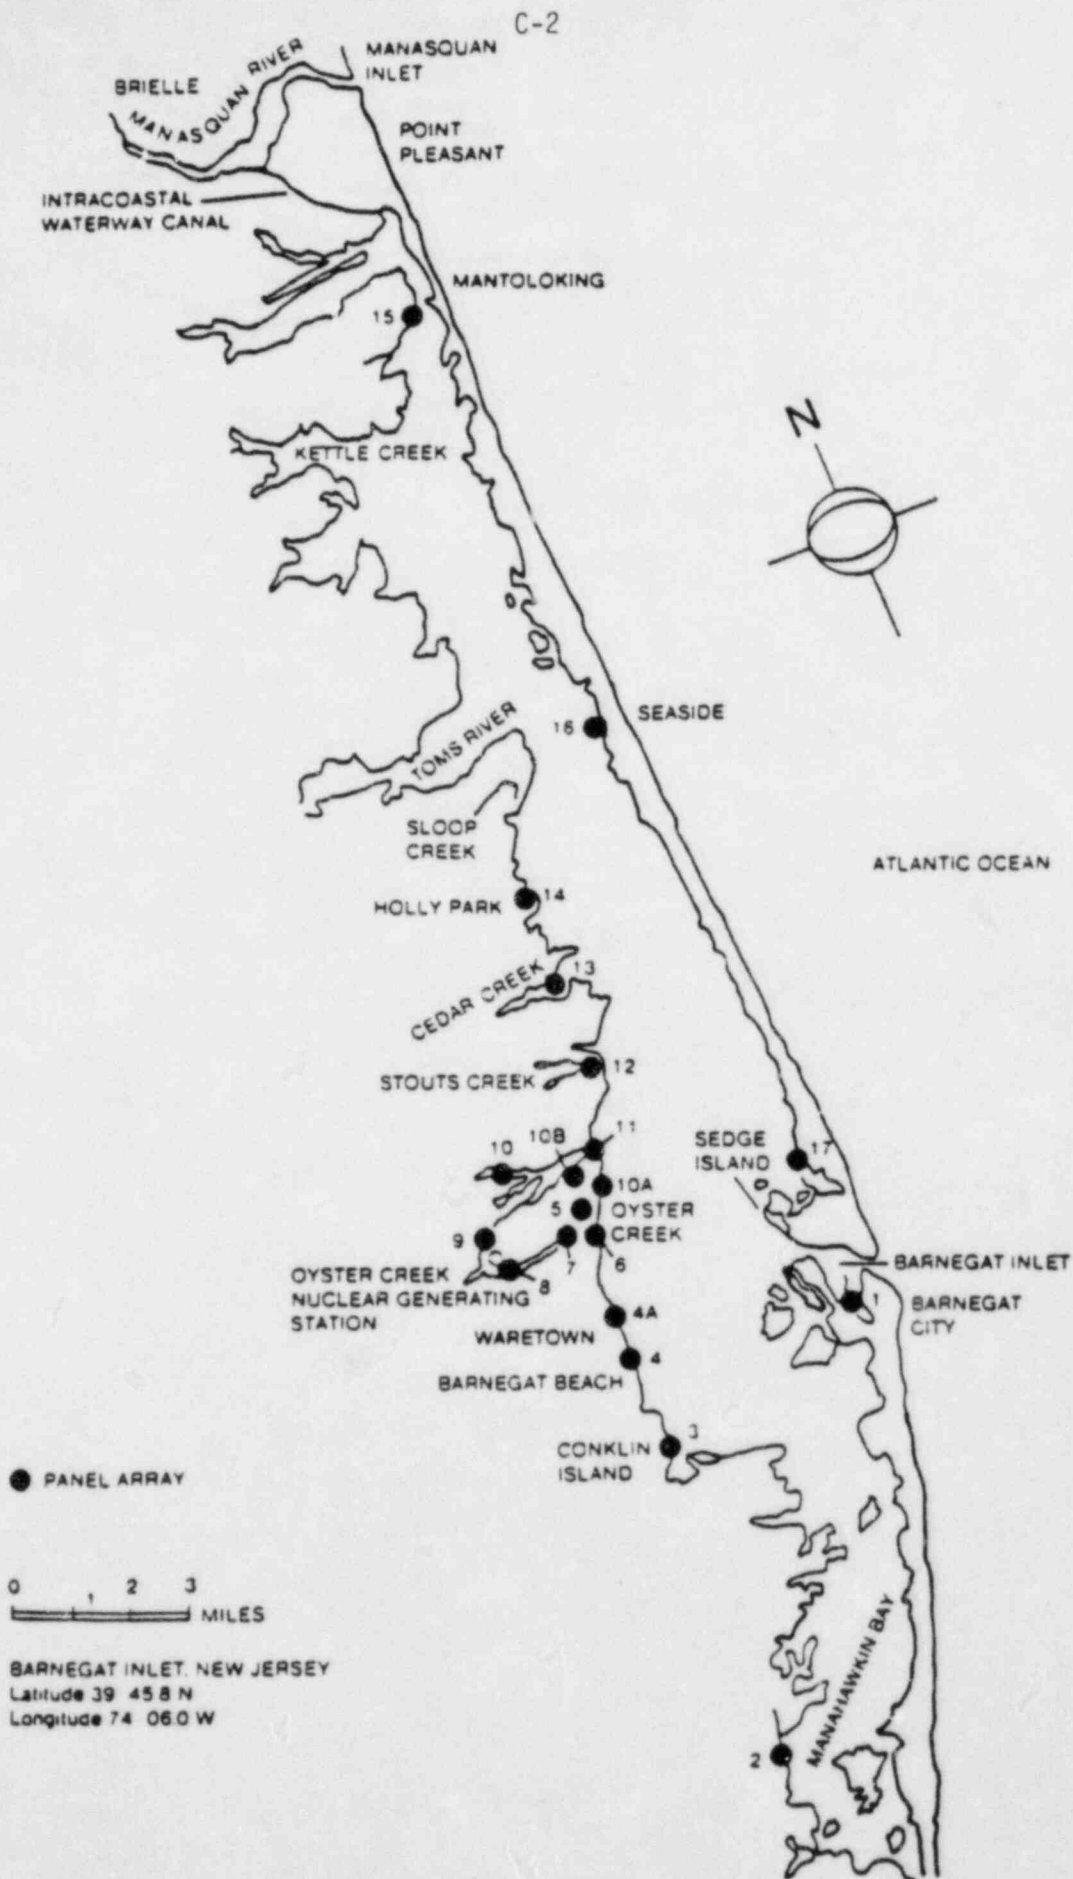 C-2
MANASQUAN
INLET
BRIELLE
MANASQUAN RIVER
POINT
PLEASANT
INTRACOASTAL
WATERWAY CANAL
MANTOLOKING
15
N
KETTLE CREEK
SEASIDE
16
TOMS RIVER
SLOOP
CREEK
ATLANTIC OCEAN
HOLLY PARK
14
13
CEDAR CREEK
12
STOUTS CREEK
11
10B
10
SEDGE
ISLAND
17
10A
5
OYSTER
CREEK
9
7
6
8
OYSTER CREEK
NUCLEAR GENERATING
STATION
BARNEGAT INLET
1
BARNEGAT
CITY
4A
WARETOWN
4
BARNEGAT BEACH
3
CONKLIN
ISLAND
PANEL ARRAY
0 1 2 3
MILES
BARNEGAT INLET, NEW JERSEY
Latitude 39 45.8 N
Longitude 74 06.0 W
MANAHAWKIN BAY
2